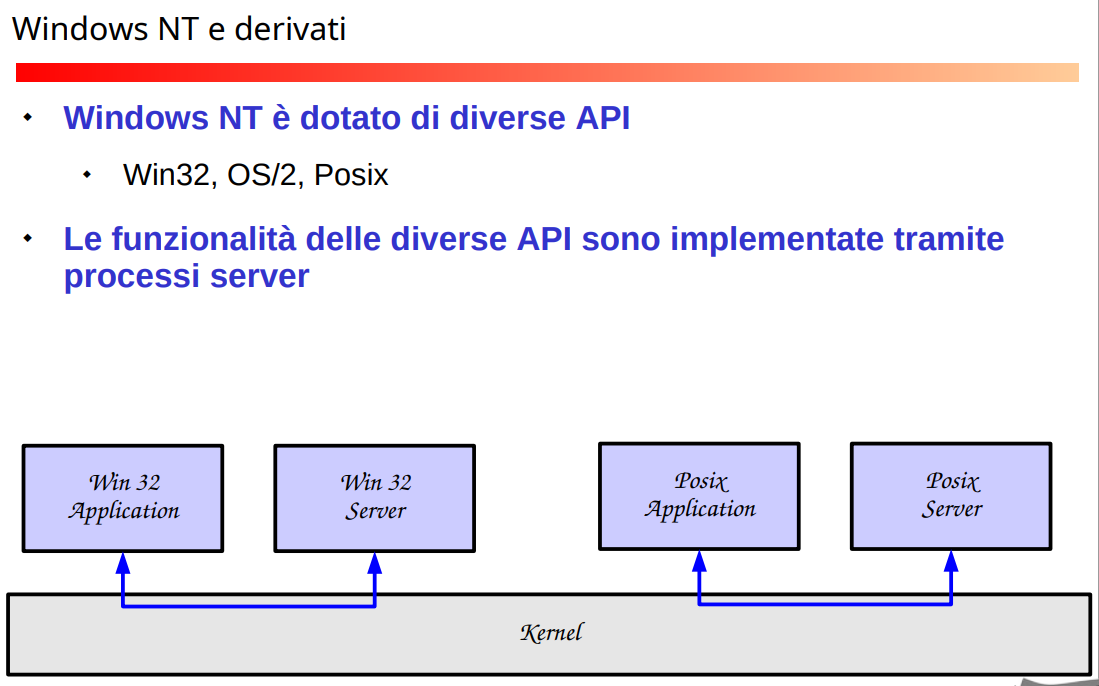 Windows NT e derivati
Windows NT è dotato di diverse API
Win32, OS/2, Posix
Le funzionalità delle diverse API sono implementate tramite
processi server
Win 32
Application
Win 32
Server
Posix
Application
Posix
Server
Kernel